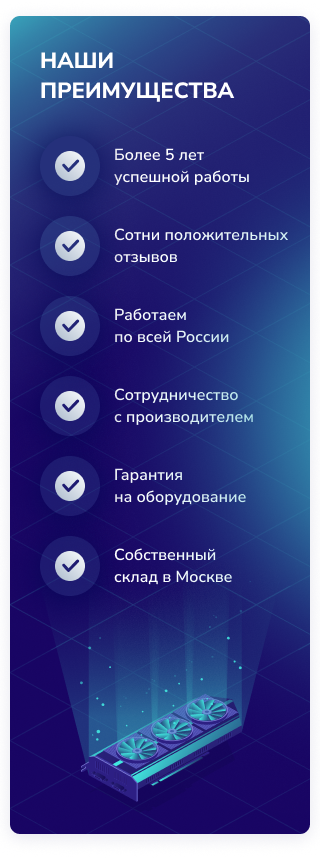 НАШИ
ПРЕИМУЩЕСТВА
Более 5 лет
успешной работы
Сотни положительных
отзывов
Работаем
по всей России
Сотрудничество
с производителем
Гарантия
на оборудование
Собственный
склад в Москве